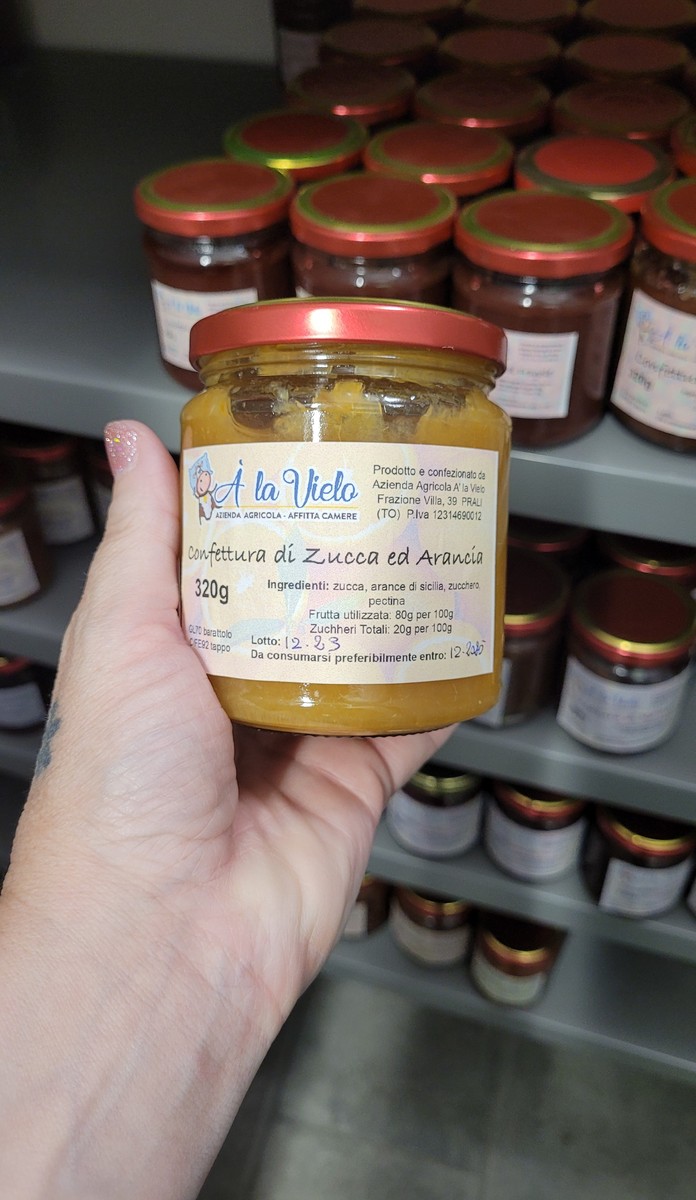 À la Vielo
AZIENDA AGRICOLA - AFFITTA CAMERE
Prodotto e confezionato da
Azienda Agricola A' la Vielo
Frazione Villa, 39 PRALI
(TO) P.Iva 12314690012
Confettura di Zucca ed Arancia
320g
Ingredienti: zucca, arance di sicilia, zucchero,
pectina
Frutta utilizzata: 80g per 100g
Zuchheri Totali: 20g per 100g
GL70 barattolo
C/FE92 tappo
Lotto: 12.23
Da consumarsi preferibilmente entro: 12-2025